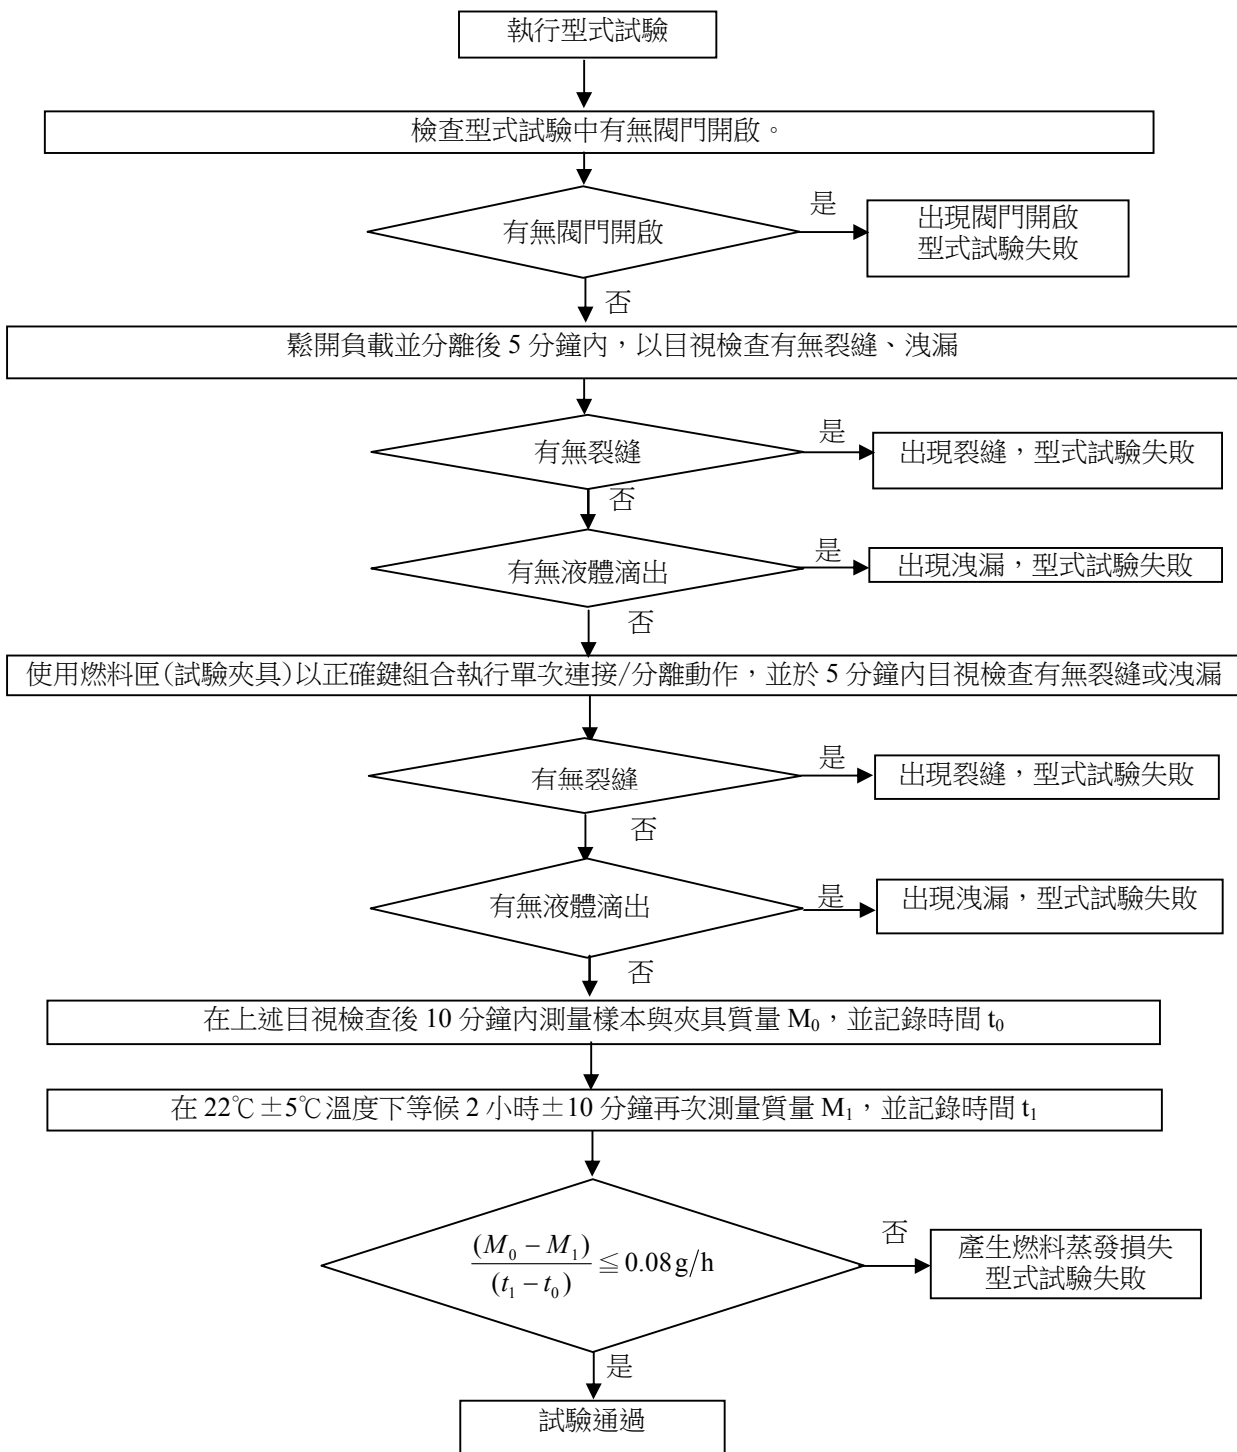 執行型式試驗
檢查型式試驗中有無閥門開啟。
有無閥門開啟
是
出現閥門開啟
型式試驗失敗
否
鬆開負載並分離後 5 分鐘內，以目視檢查有無裂縫、洩漏
有無裂縫
是
出現裂縫，型式試驗失敗
否
有無液體滴出
是
出現洩漏，型式試驗失敗
否
使用燃料匣(試驗夾具)以正確鍵組合執行單次連接/分離動作，並於 5 分鐘內目視檢查有無裂縫或洩漏
有無裂縫
是
出現裂縫，型式試驗失敗
否
有無液體滴出
是
出現洩漏，型式試驗失敗
否
在上述目視檢查後 10 分鐘內測量樣本與夾具質量 M₀，並記錄時間 t₀
在 22℃±5℃溫度下等候 2 小時±10 分鐘再次測量質量 M₁，並記錄時間 t₁
(M₀ − M₁)/(t₁ − t₀) ≦ 0.08 g/h
否
產生燃料蒸發損失
型式試驗失敗
是
試驗通過